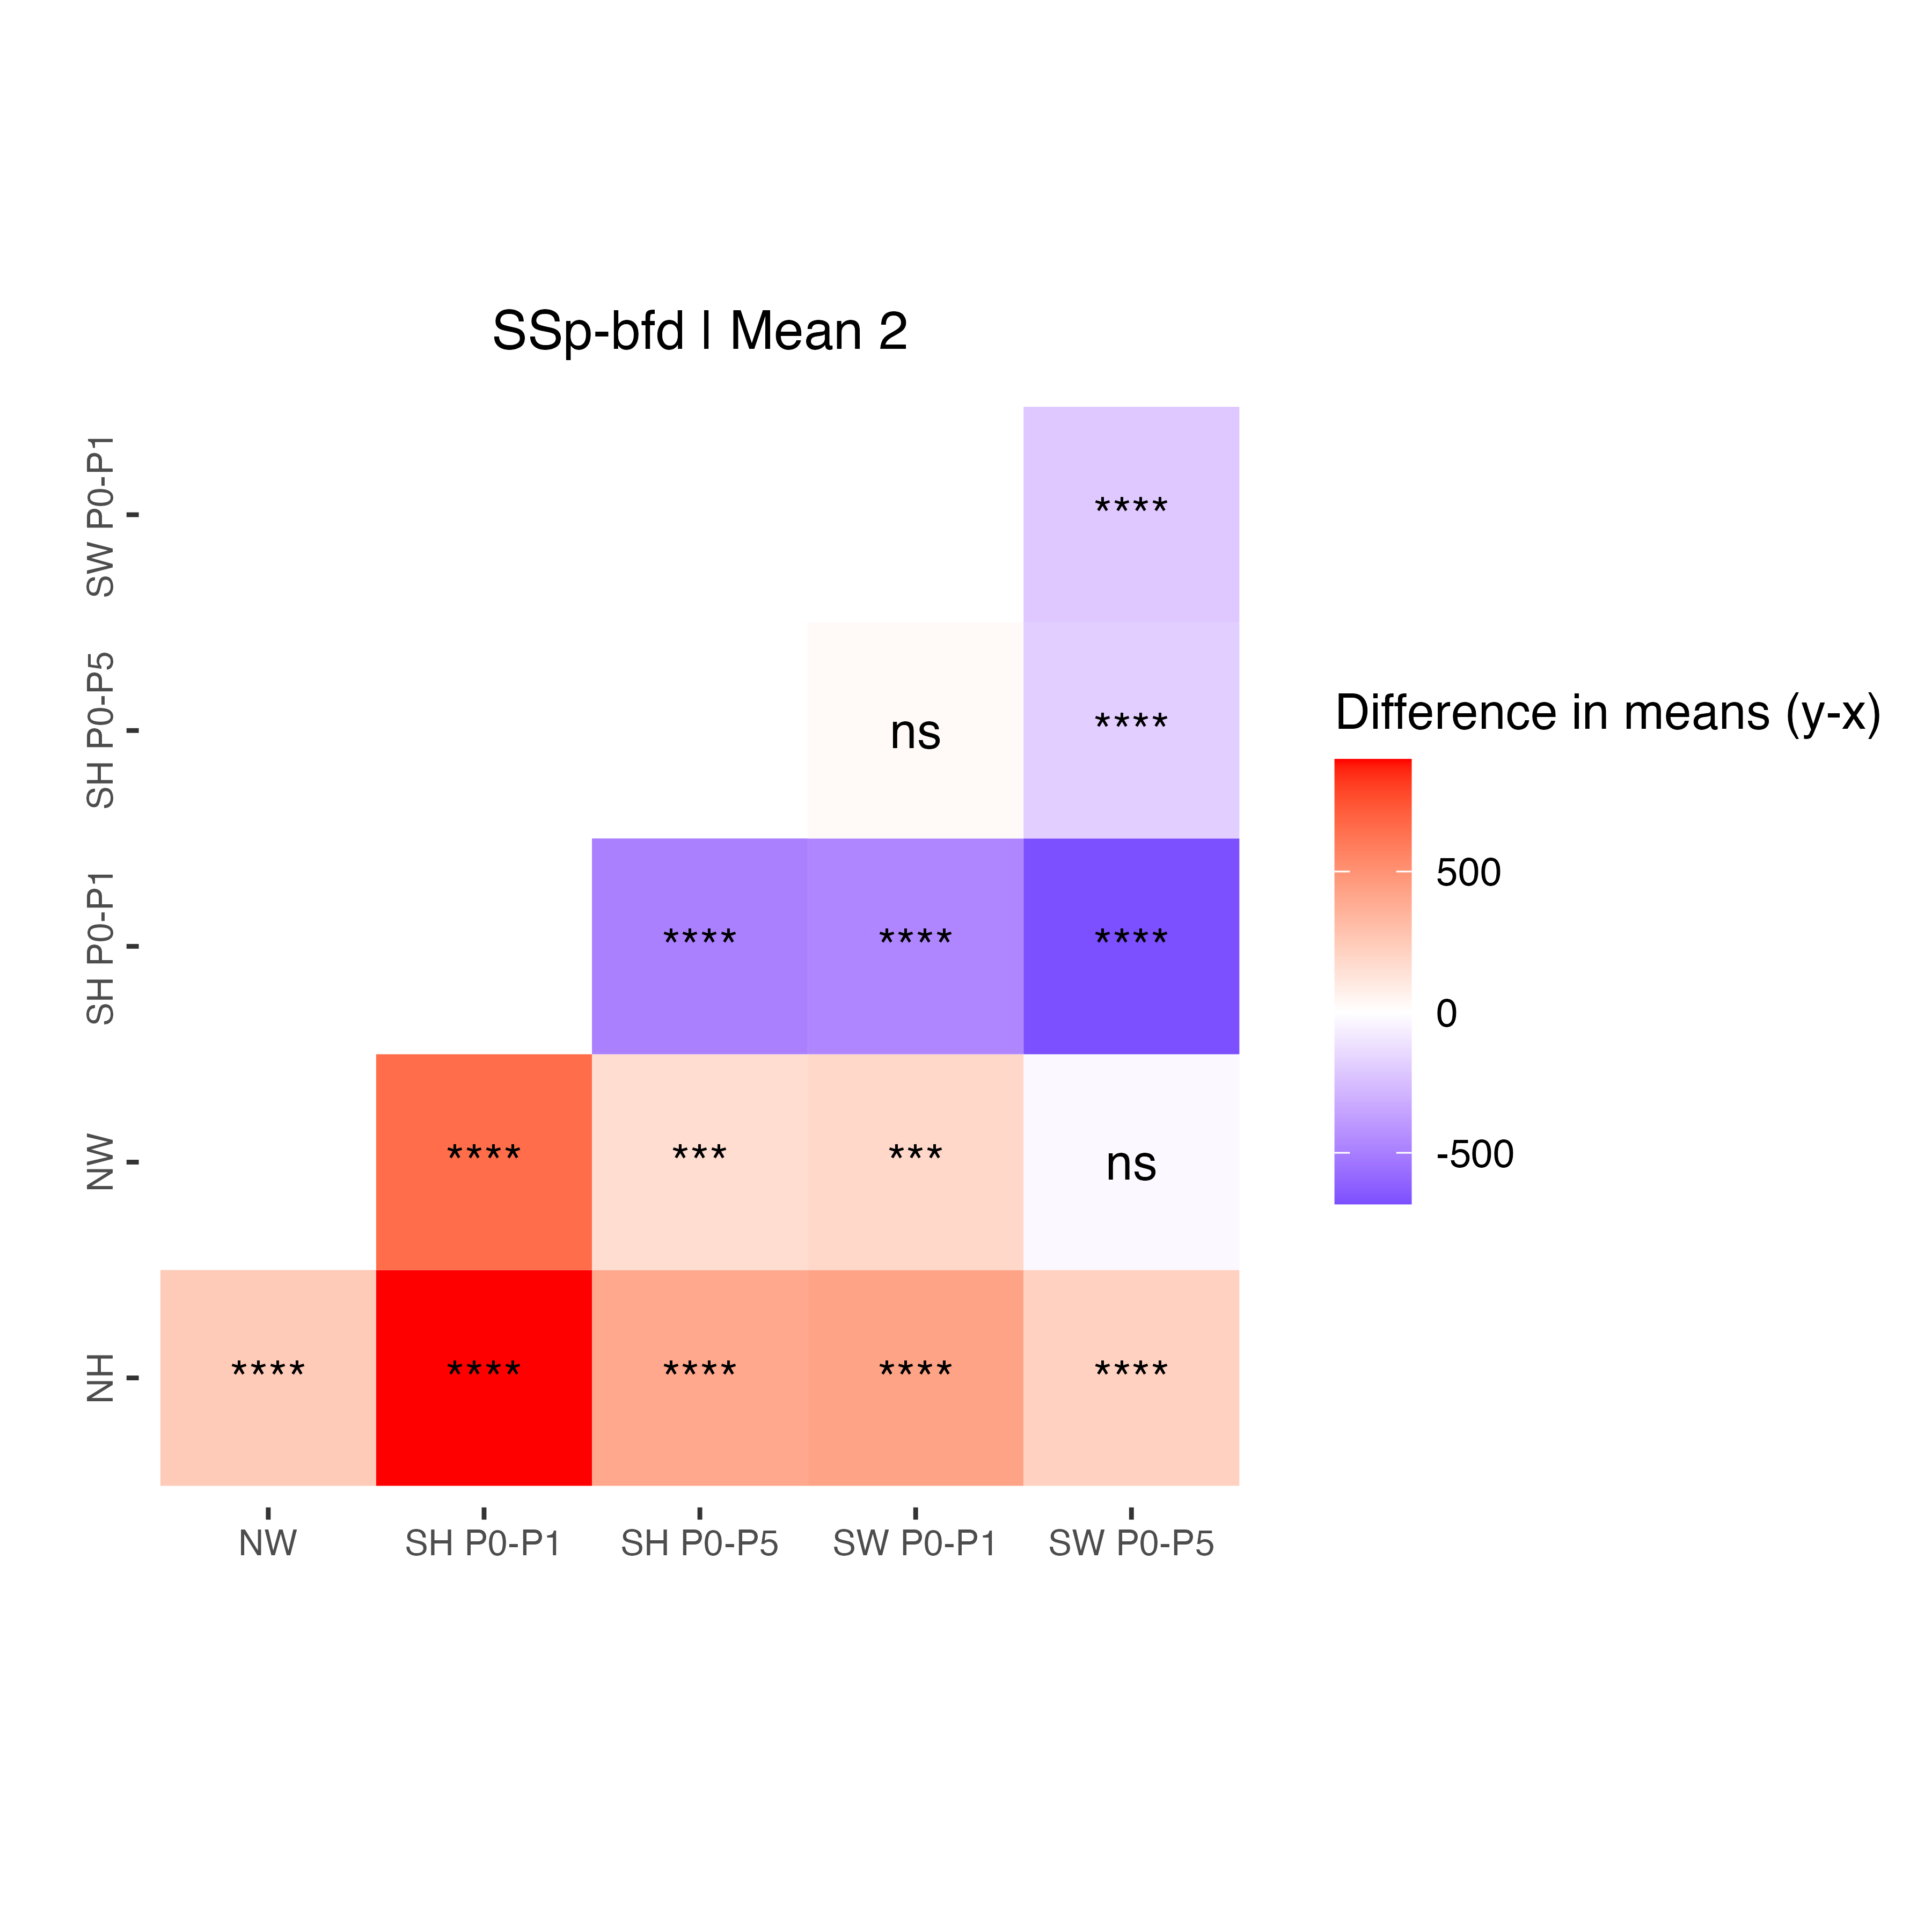 SSp-bfd | Mean 2
SW P0-P1
****
SH P0-P5
ns
****
SH P0-P1
****
****
****
NW
****
***
***
ns
NH
****
****
****
****
****
NW
SH P0-P1
SH P0-P5
SW P0-P1
SW P0-P5
Difference in means (y-x)
500
0
-500